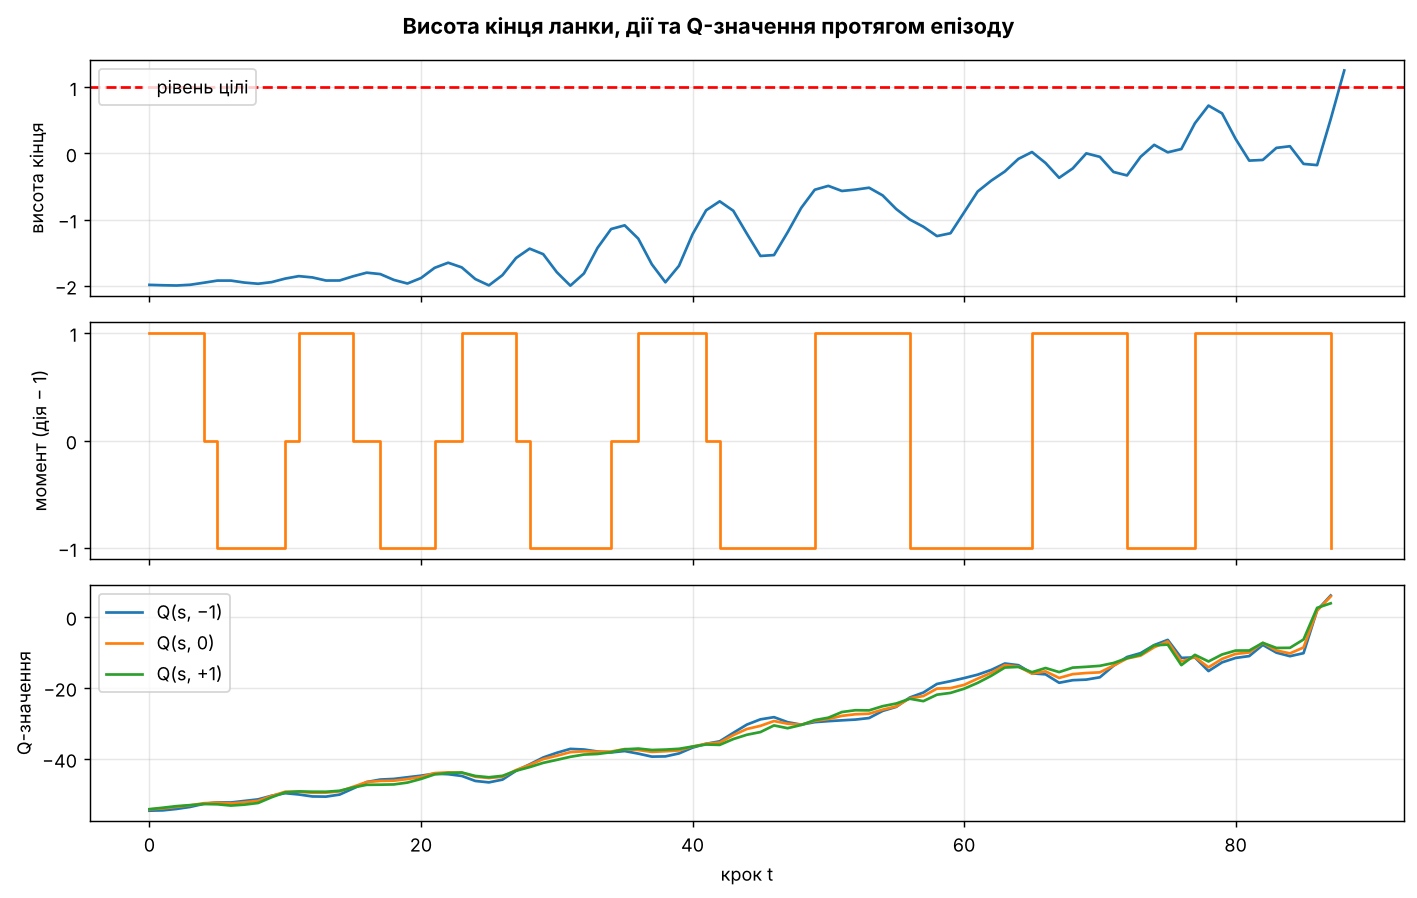 Висота кінця ланки, дії та Q-значення протягом епізоду
рівень цілі
висота кінця
1
0
−1
−2
момент (дія − 1)
1
0
−1
Q(s, −1)
Q(s, 0)
Q(s, +1)
Q-значення
0
−20
−40
0
20
40
60
80
крок t